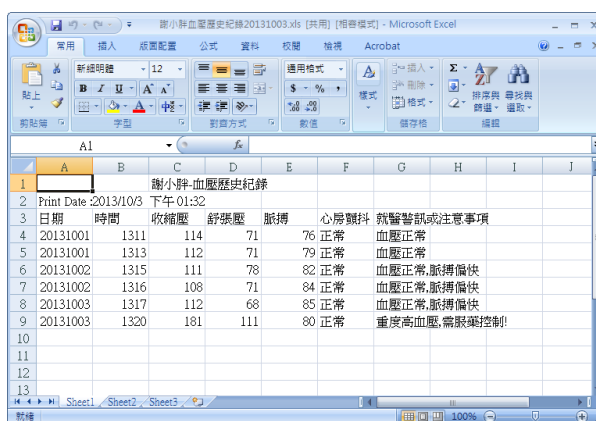 謝小胖血壓歷史紀錄20131003.xls [共用] [相容模式] - Microsoft Excel
常用 插入 版面配置 公式 資料 校閱 檢視 Acrobat
貼上 新細明體 12 通用格式 樣式 插入 刪除 格式 Σ 排序與篩選 尋找與選取
B I U A A A 中 $ % , .0 .00
剪貼簿 字型 對齊方式 數值 儲存格 編輯
A1 fx
A B C D E F G H I J
1 謝小胖-血壓歷史紀錄
2 Print Date :2013/10/3 下午 01:32
3 日期 時間 收縮壓 舒張壓 脈搏 心房顫抖 就醫警訊或注意事項
4 20131001 1311 114 71 76 正常 血壓正常
5 20131001 1313 112 71 79 正常 血壓正常
6 20131002 1315 111 78 82 正常 血壓正常,脈搏偏快
7 20131002 1316 108 71 84 正常 血壓正常,脈搏偏快
8 20131003 1317 112 68 85 正常 血壓正常,脈搏偏快
9 20131003 1320 181 111 80 正常 重度高血壓,需服藥控制!
10
11
12
13
Sheet1 Sheet2 Sheet3
就緒 100%